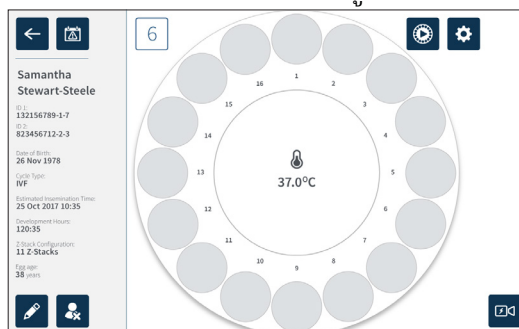 6
Samantha
Stewart-Steele
ID 1:
132156789-1-7
ID 2:
823456712-2-3
Date of Birth:
26 Nov 1978
Cycle Type:
IVF
Estimated Insemination Time:
25 Oct 2017 10:35
Development Hours:
120:35
Z-Stack Configuration:
11 Z-Stacks
Egg age:
38 years
1
2
3
4
5
6
7
8
9
10
11
12
13
14
15
16
37.0°C